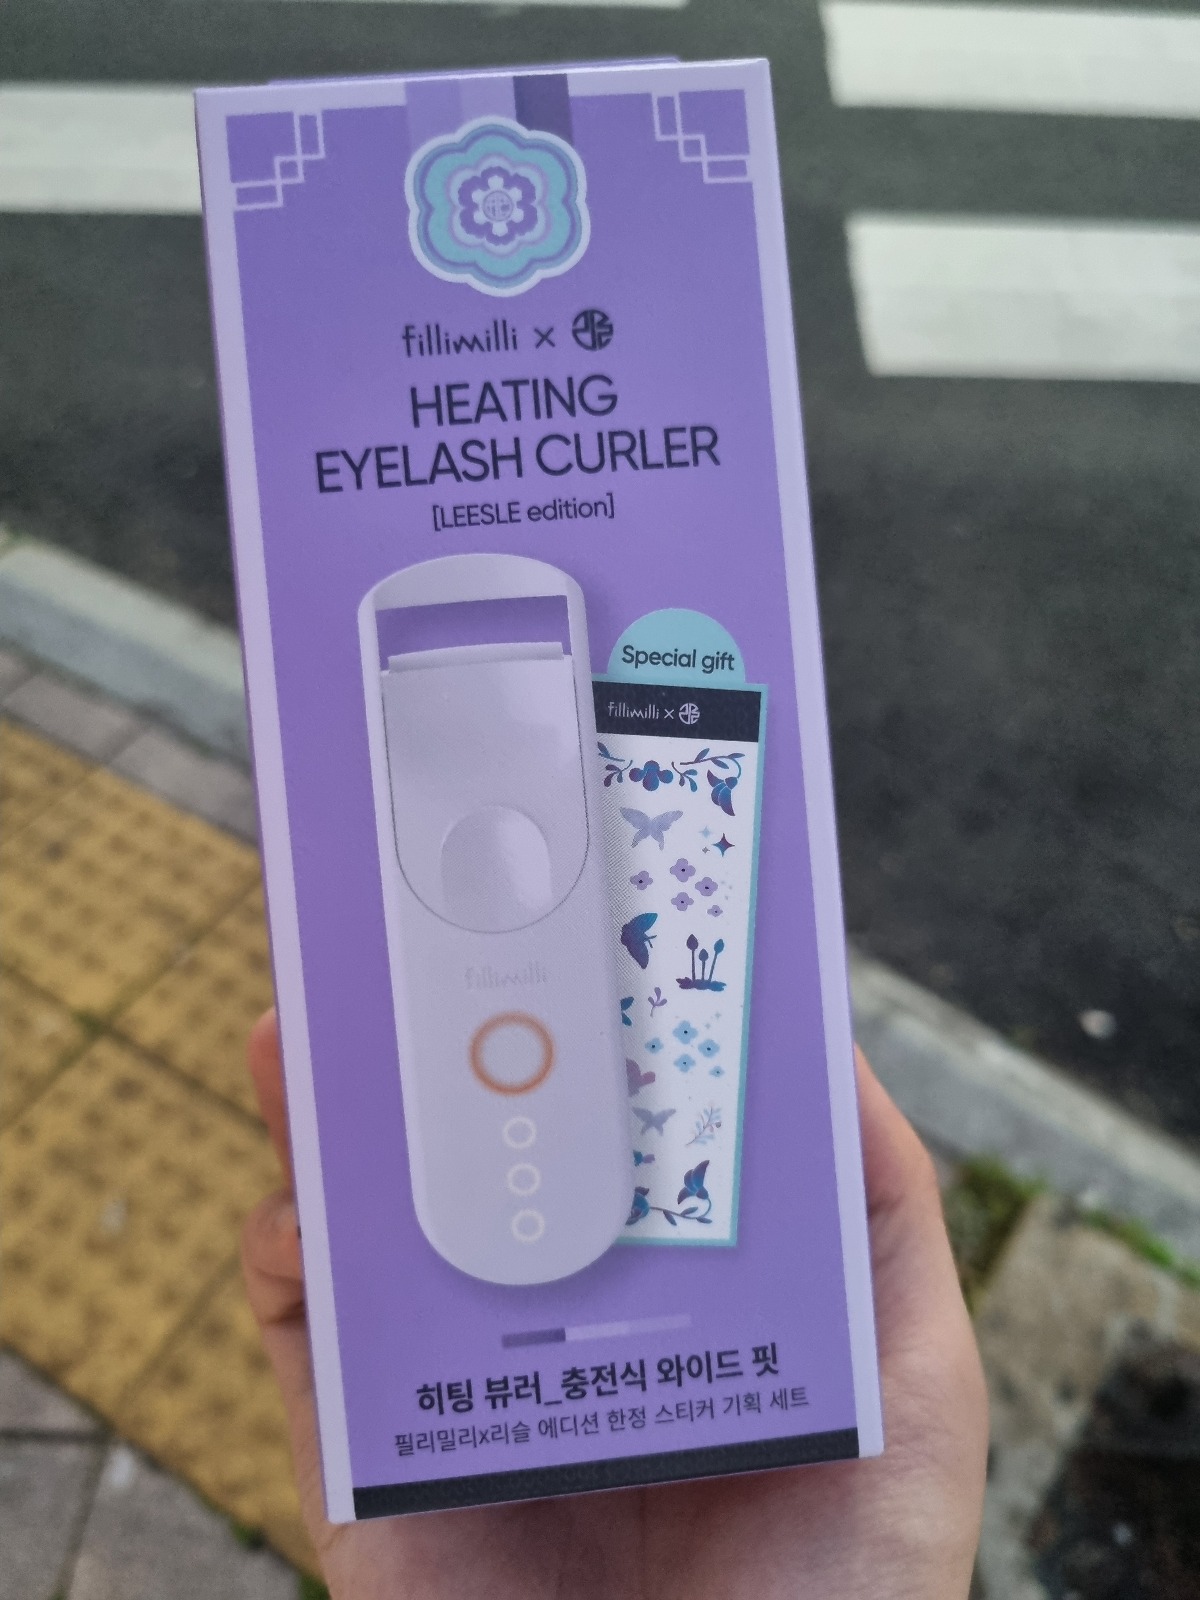 fillimilli x
HEATING
EYELASH CURLER
[LEESLE edition]
Special gift
fillimilli x
fillimilli
히팅 뷰러_충전식 와이드 핏
필리밀리x리슬 에디션 한정 스티커 기획 세트